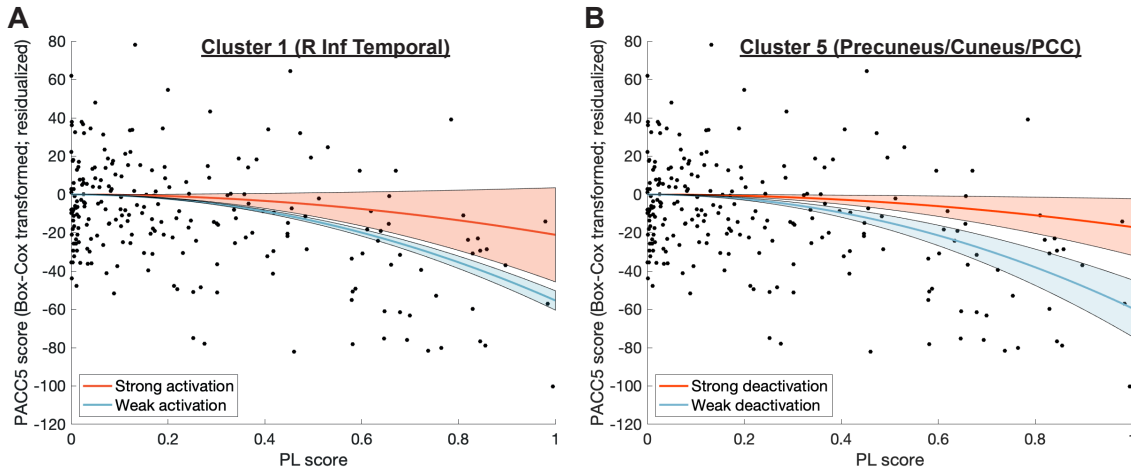 A
Cluster 1 (R Inf Temporal)
PACC5 score (Box-Cox transformed; residualized)
80
60
40
20
0
-20
-40
-60
-80
-100
-120
Strong activation
Weak activation
0
0.2
0.4
0.6
0.8
1
PL score
B
Cluster 5 (Precuneus/Cuneus/PCC)
PACC5 score (Box-Cox transformed; residualized)
80
60
40
20
0
-20
-40
-60
-80
-100
-120
Strong deactivation
Weak deactivation
0
0.2
0.4
0.6
0.8
1
PL score